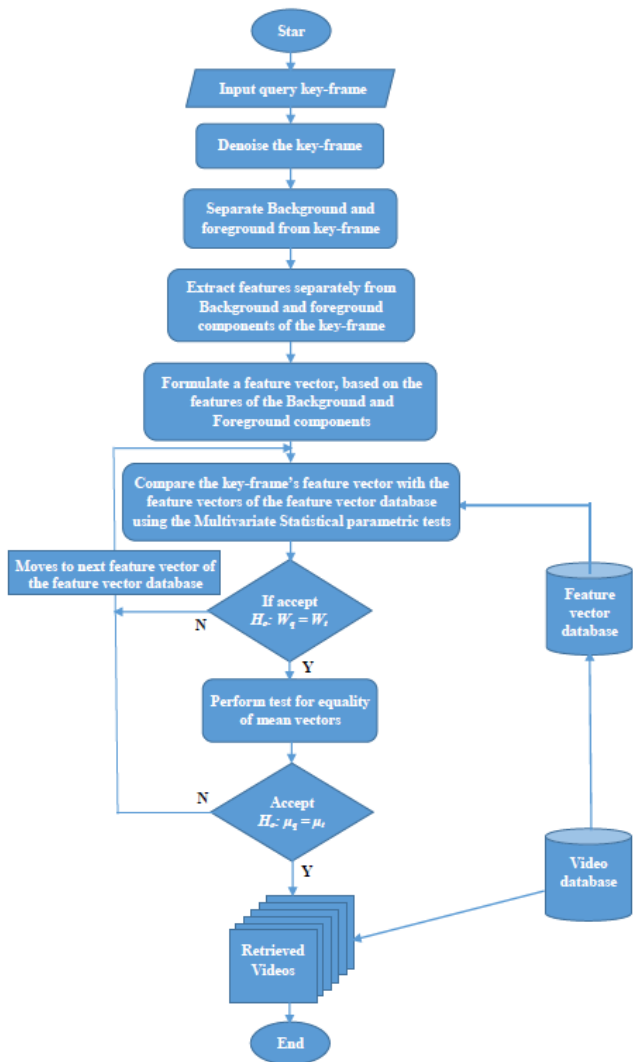 Star
Input query key-frame
Denoise the key-frame
Separate Background and
foreground from key-frame
Extract features separately from
Background and foreground
components of the key-frame
Formulate a feature vector, based on the
features of the Background and
Foreground components
Compare the key-frame's feature vector with the
feature vectors of the feature vector database
using the Multivariate Statistical parametric tests
Moves to next feature vector of
the feature vector database
If accept
Hₒ: W_q = W_t
N
Y
Feature
vector
database
Perform test for equality
of mean vectors
N
Accept
Hₒ: μ_q = μ_t
Y
Video
database
Retrieved
Videos
End